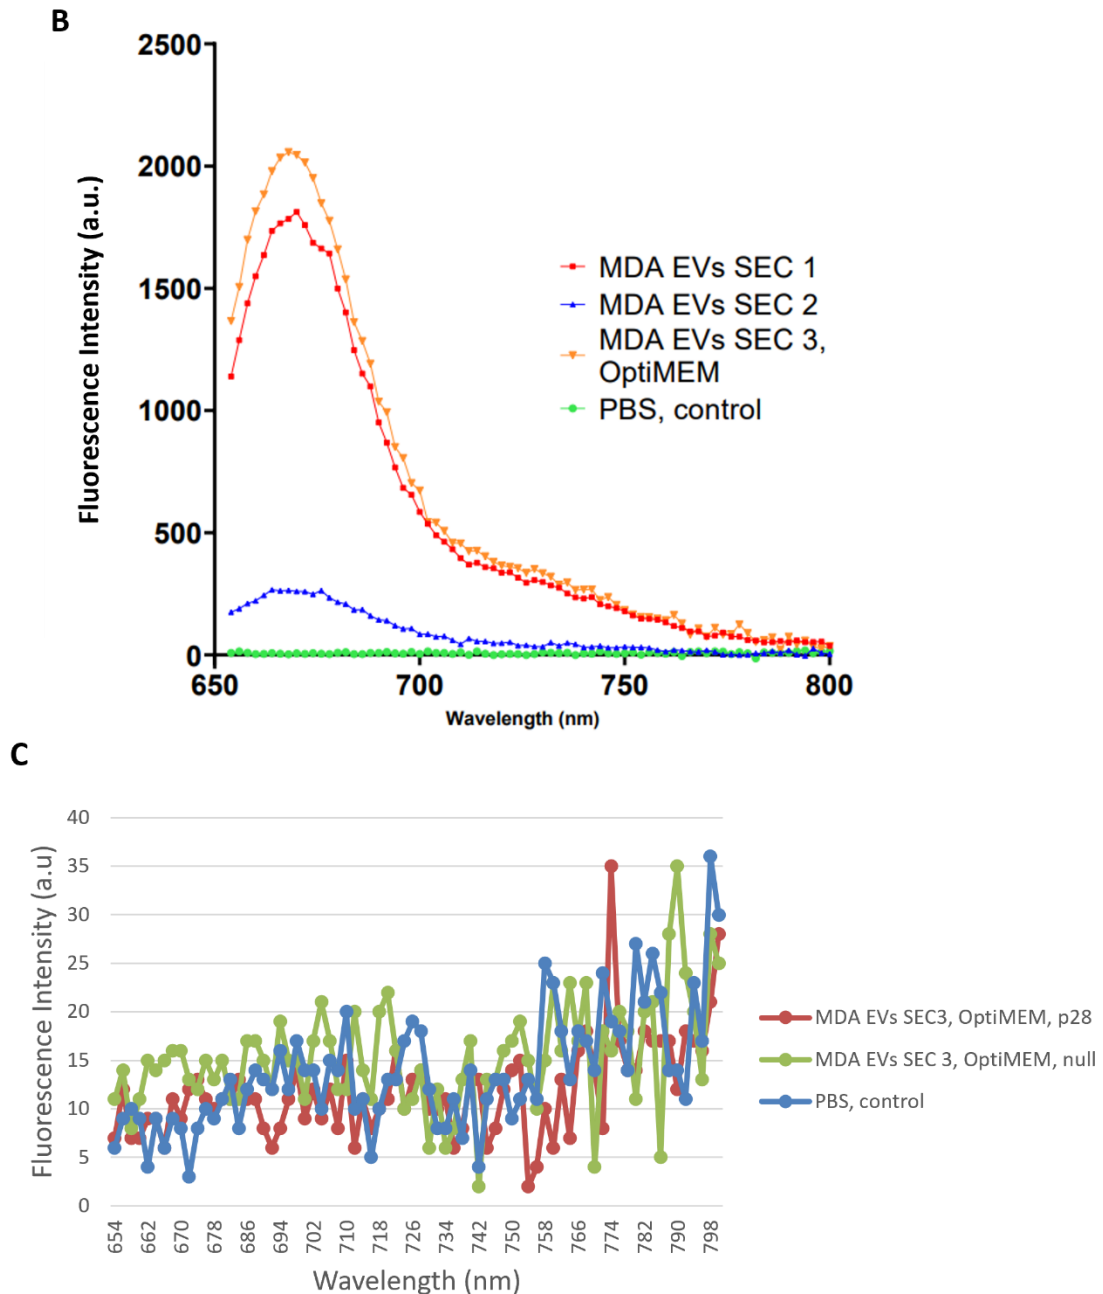 B
2500
2000
1500
1000
500
0
650
700
750
800
Fluorescence Intensity (a.u.)
Wavelength (nm)
MDA EVs SEC 1
MDA EVs SEC 2
MDA EVs SEC 3,
OptiMEM
PBS, control
C
40
35
30
25
20
15
10
5
0
Fluorescence Intensity (a.u)
654
662
670
678
686
694
702
710
718
726
734
742
750
758
766
774
782
790
798
Wavelength (nm)
MDA EVs SEC3, OptiMEM, p28
MDA EVs SEC 3, OptiMEM, null
PBS, control